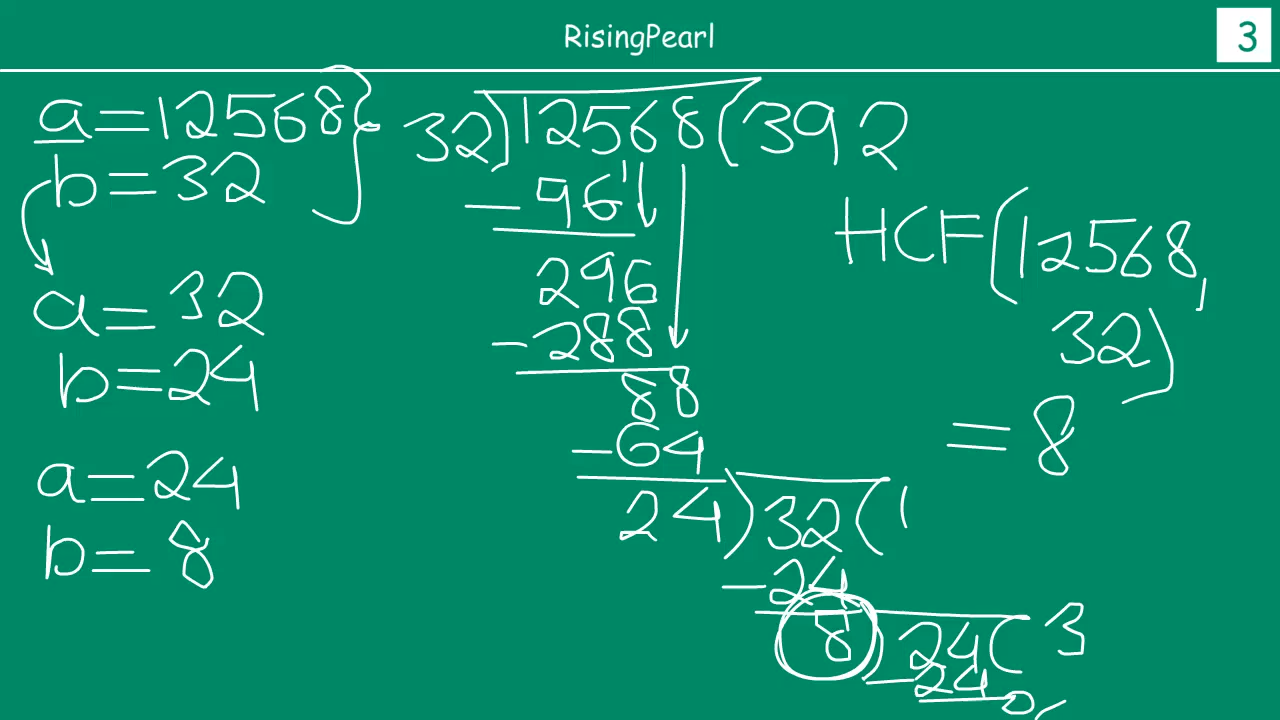 RisingPearl
3
a=12568
b=32
a=32
b=24
a=24
b=8
32)12568(392
-96
296
-288
88
-64
24)32(1
-24
8)24(3
-24
0
HCF(12568,
32)
=8